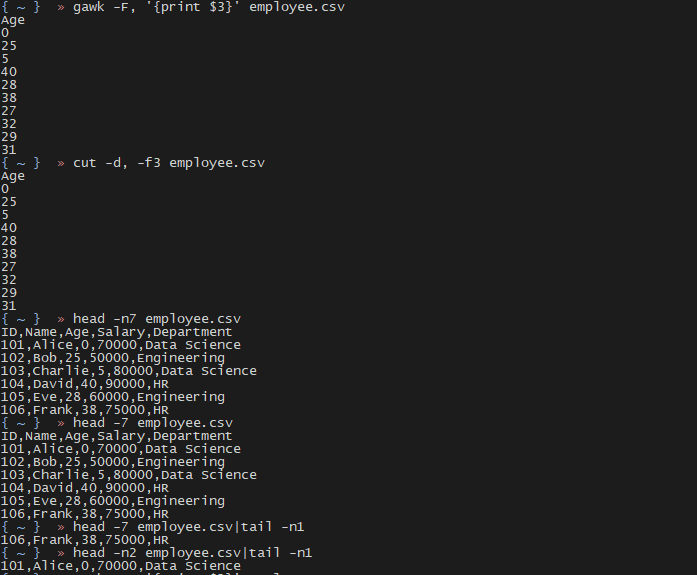 { ~ }  » gawk -F, '{print $3}' employee.csv
Age
0
25
5
40
28
38
27
32
29
31
{ ~ }  » cut -d, -f3 employee.csv
Age
0
25
5
40
28
38
27
32
29
31
{ ~ }  » head -n7 employee.csv
ID,Name,Age,Salary,Department
101,Alice,0,70000,Data Science
102,Bob,25,50000,Engineering
103,Charlie,5,80000,Data Science
104,David,40,90000,HR
105,Eve,28,60000,Engineering
106,Frank,38,75000,HR
{ ~ }  » head -7 employee.csv
ID,Name,Age,Salary,Department
101,Alice,0,70000,Data Science
102,Bob,25,50000,Engineering
103,Charlie,5,80000,Data Science
104,David,40,90000,HR
105,Eve,28,60000,Engineering
106,Frank,38,75000,HR
{ ~ }  » head -7 employee.csv|tail -n1
106,Frank,38,75000,HR
{ ~ }  » head -n2 employee.csv|tail -n1
101,Alice,0,70000,Data Science